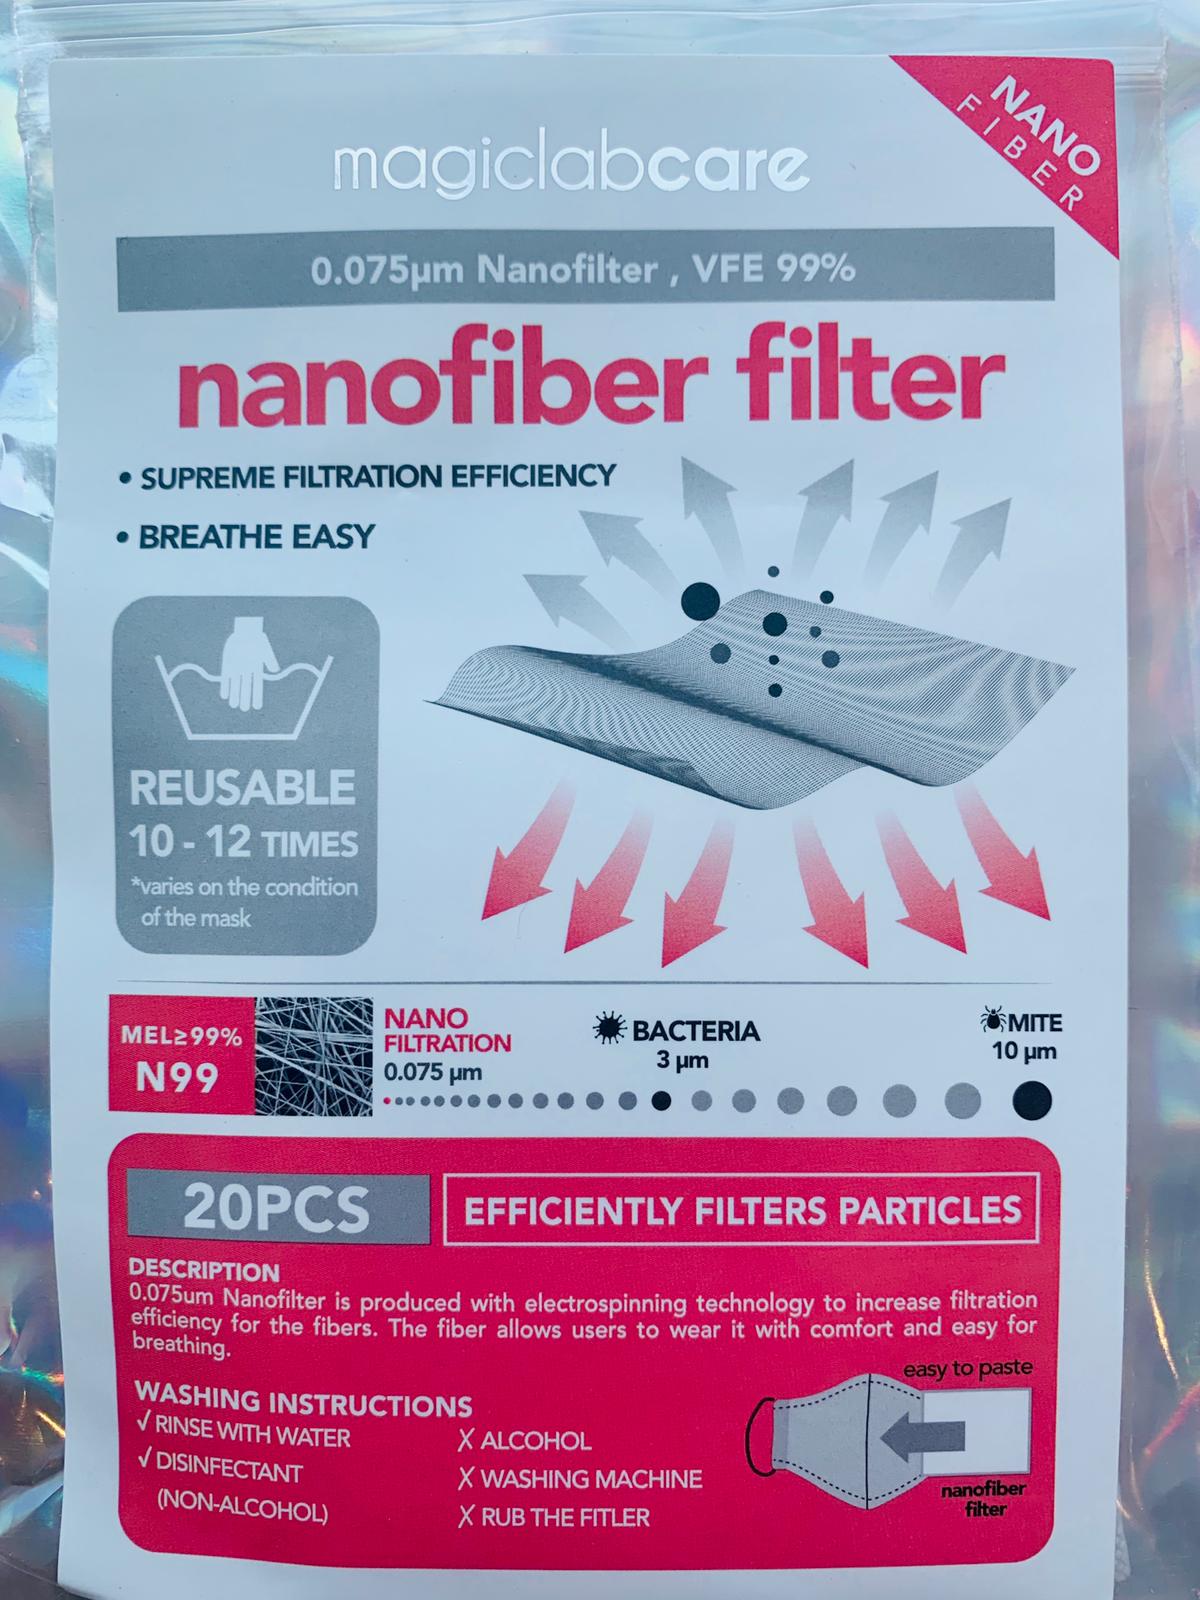 NANO
FIBER
magiclabcare
0.075µm Nanofilter , VFE 99%
nanofiber filter
• SUPREME FILTRATION EFFICIENCY
• BREATHE EASY
REUSABLE
10 - 12 TIMES
*varies on the condition
of the mask
MEL≥99%
N99
NANO
FILTRATION
0.075 µm
BACTERIA
3 µm
MITE
10 µm
20PCS
EFFICIENTLY FILTERS PARTICLES
DESCRIPTION
0.075um Nanofilter is produced with electrospinning technology to increase filtration
efficiency for the fibers. The fiber allows users to wear it with comfort and easy for
breathing.
WASHING INSTRUCTIONS
√ RINSE WITH WATER
√ DISINFECTANT
(NON-ALCOHOL)
X ALCOHOL
X WASHING MACHINE
X RUB THE FITLER
easy to paste
nanofiber
filter